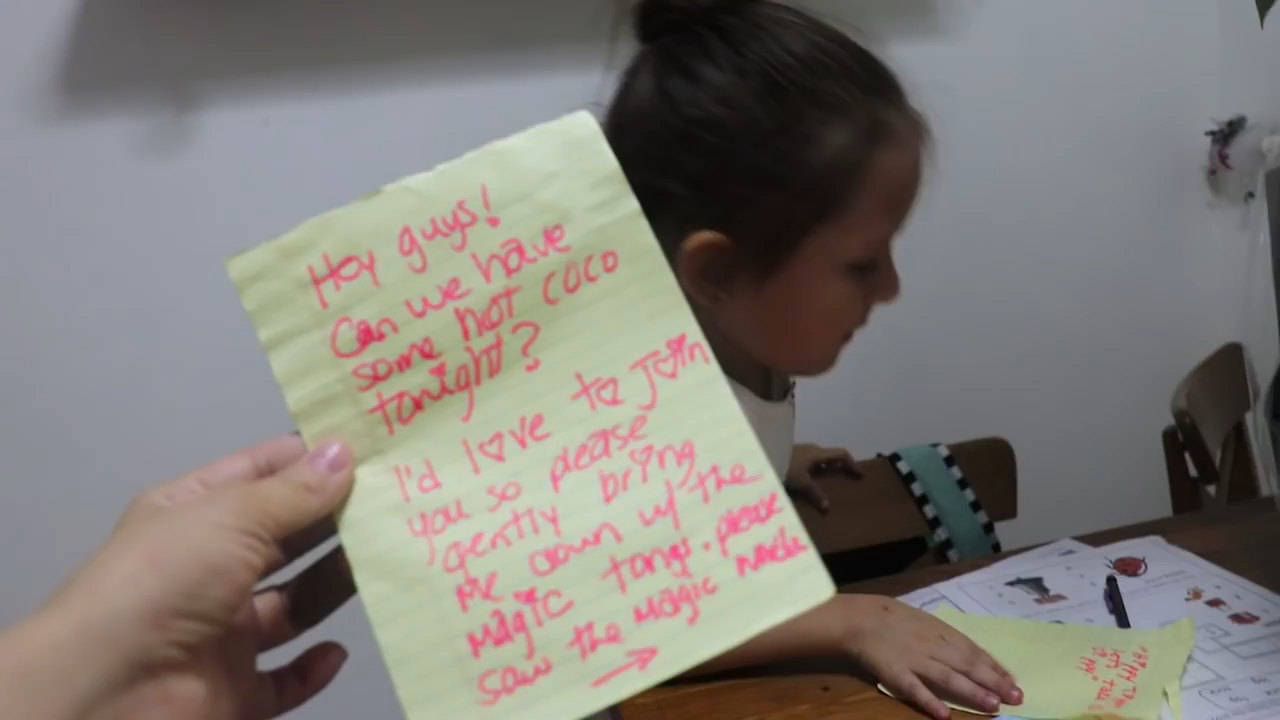 Hey guys!
Can we have
some HOT COCO
tonight?
I'd love to Join
you so please
gently bring
me down w/ the
magic tongs. please
saw the magic